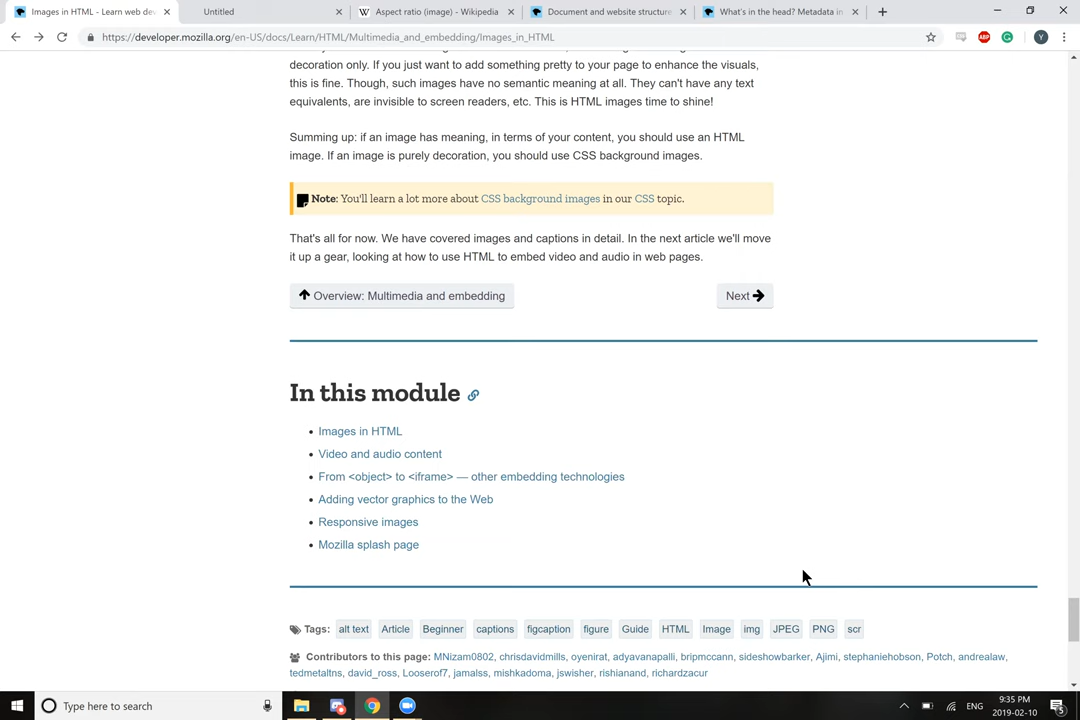 Images in HTML - Learn web dev
Untitled
Aspect ratio (image) - Wikipedia
Document and website structure
What's in the head? Metadata in
https://developer.mozilla.org/en-US/docs/Learn/HTML/Multimedia_and_embedding/Images_in_HTML
ABP
Y
decoration only. If you just want to add something pretty to your page to enhance the visuals,
this is fine. Though, such images have no semantic meaning at all. They can't have any text
equivalents, are invisible to screen readers, etc. This is HTML images time to shine!
Summing up: if an image has meaning, in terms of your content, you should use an HTML
image. If an image is purely decoration, you should use CSS background images.
Note: You'll learn a lot more about CSS background images in our CSS topic.
That's all for now. We have covered images and captions in detail. In the next article we'll move
it up a gear, looking at how to use HTML to embed video and audio in web pages.
Overview: Multimedia and embedding
Next
In this module
Images in HTML
Video and audio content
From <object> to <iframe> — other embedding technologies
Adding vector graphics to the Web
Responsive images
Mozilla splash page
Tags: alt text Article Beginner captions figcaption figure Guide HTML Image img JPEG PNG scr
Contributors to this page: MNizam0802, chrisdavidmills, oyenirat, adyavanapalli, bripmccann, sideshowbarker, Ajimi, stephaniehobson, Potch, andrealaw,
tedmetaltns, david_ross, Looserof7, jamalss, mishkadoma, jswisher, rishianand, richardzacur
Type here to search
ENG
9:35 PM
2019-02-10
5